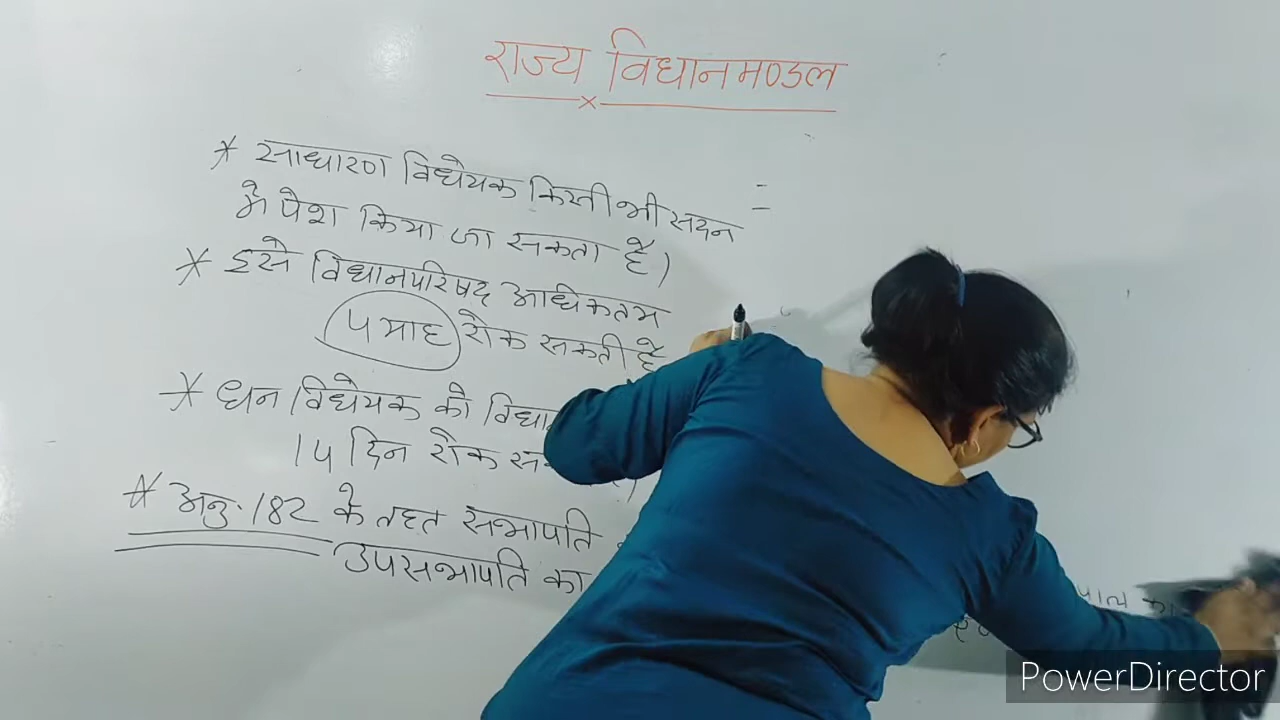 राज्य विधानमण्डल
* साधारण विधेयक किसी भी सदन
मे पेश किया जा सकता है।
* इसे विधानपरिषद अधिकतम
4 माह रोक सकती है
* धन विधेयक को विधा
14 दिन रोक स
* अनु. 182 के तहत सभापति
उपसभापति का
PowerDirector